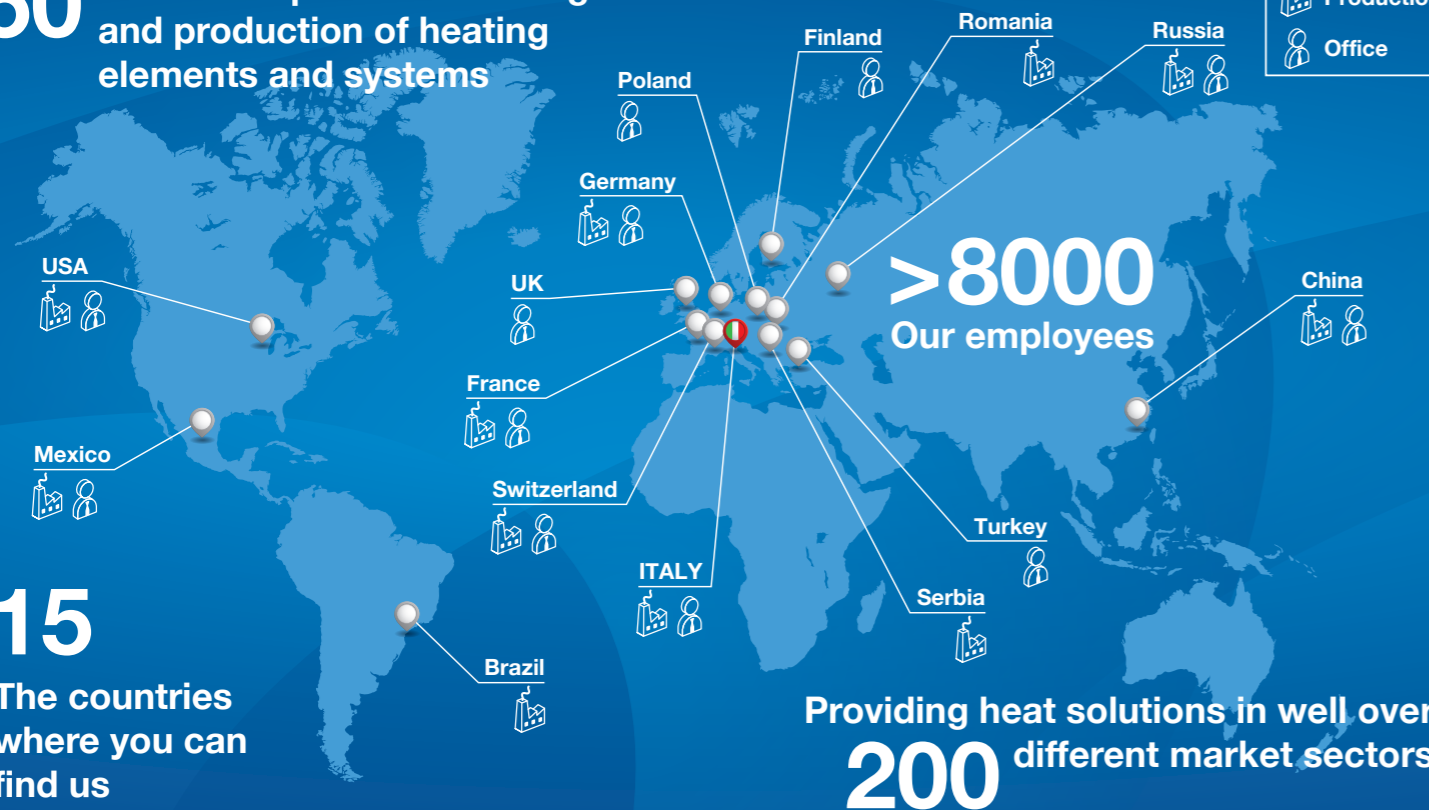 and production of heating
elements and systems
Romania
Finland
Russia
Office
Poland
Germany
USA
UK
>8000
Our employees
China
France
Mexico
Switzerland
Turkey
ITALY
Serbia
15
Brazil
The countries
where you can
find us
Providing heat solutions in well over
200 different market sectors